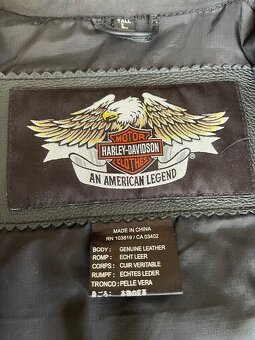 TALL
L
MOTOR
HARLEY-DAVIDSON
CLOTHES
AN AMERICAN LEGEND
MADE IN CHINA
RN 103819 / CA 03402
BODY: GENUINE LEATHER
ROMP: ECHT LEER
CORPS: CUIR VERITABLE
RUMPF: ECHTES LEDER
TRONCO: PELLE VERA